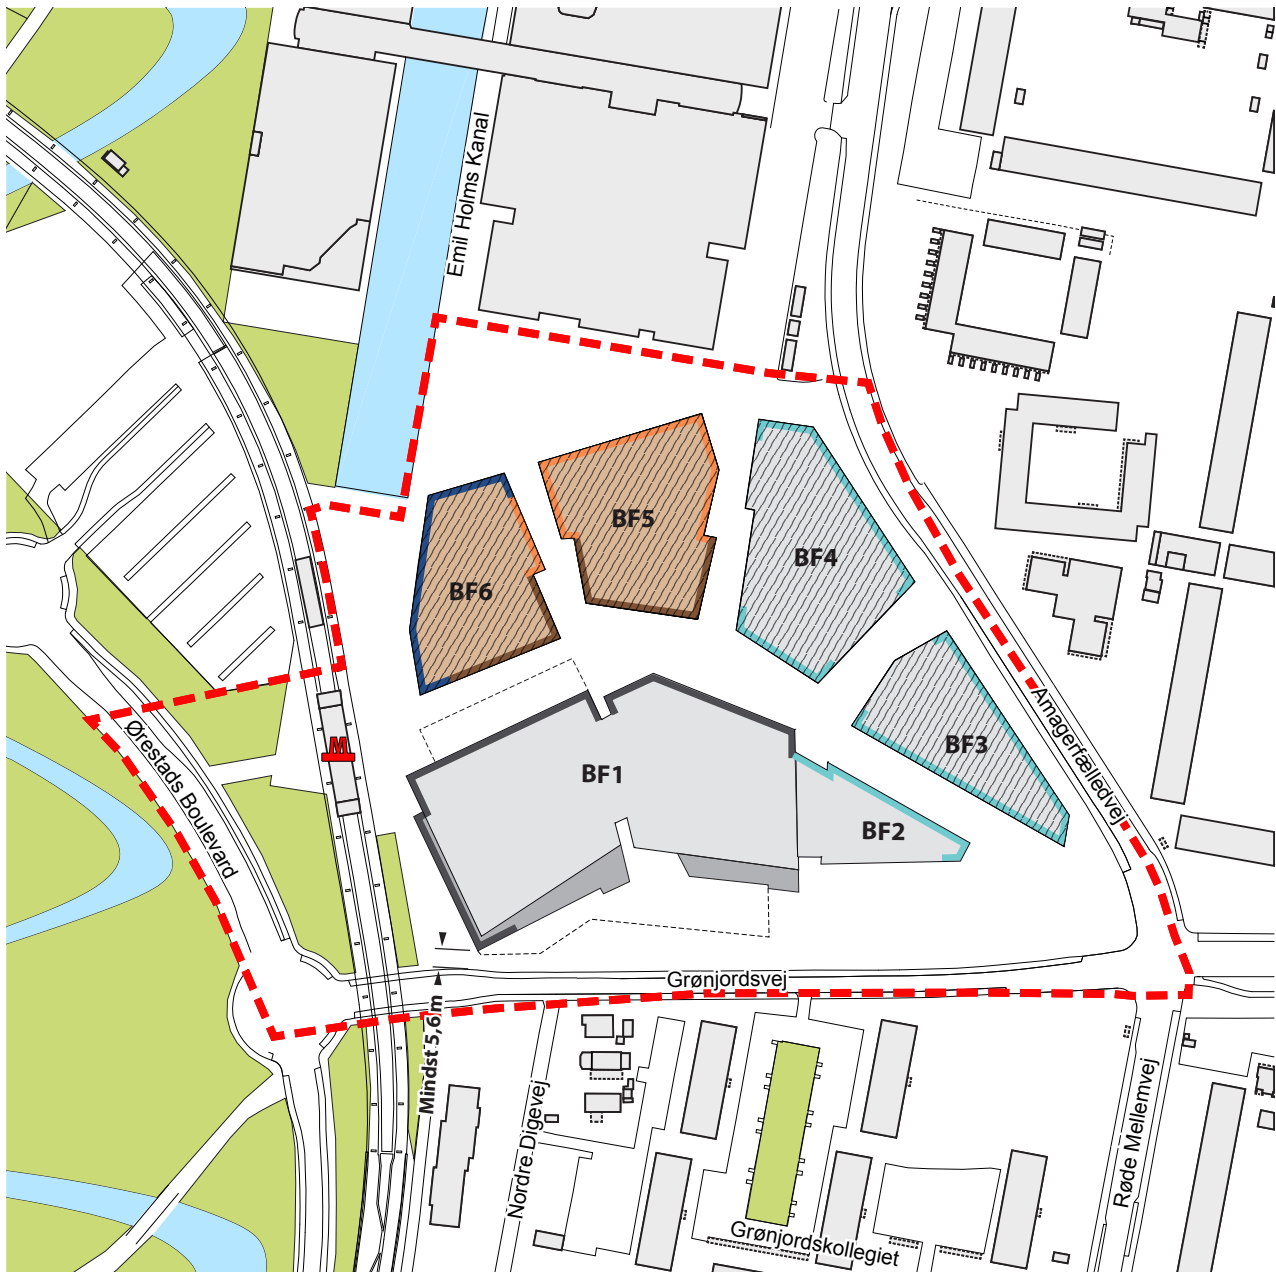 Emil Holms Kanal
BF5
BF4
BF6
BF3
BF1
BF2
M
Amagerfælledvej
Ørestads Boulevard
Grønjordsvej
Mindst 5,6 m
Nordre Digevej
Røde Mellemvej
Grønjordskollegiet